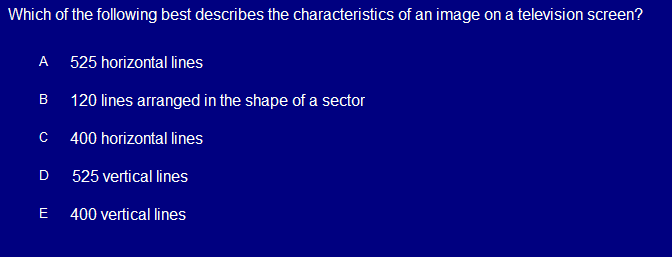 Which of the following best describes the characteristics of an image on a television screen?
A 525 horizontal lines
B 120 lines arranged in the shape of a sector
C 400 horizontal lines
D 525 vertical lines
E 400 vertical lines